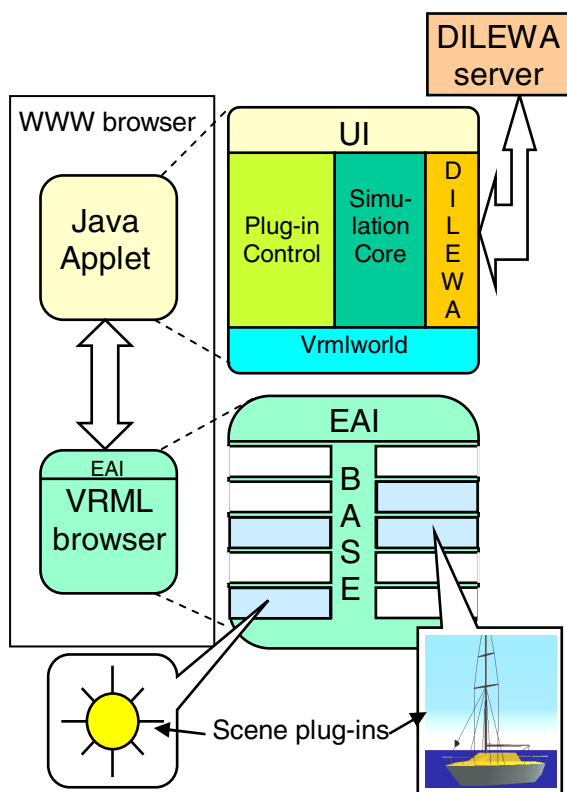 DILEWA
server
WWW browser
UI
Java
Applet
Plug-in
Control
Simu-
lation
Core
D
I
L
E
W
A
Vrmlworld
EAI
EAI
VRML
browser
B
A
S
E
Scene plug-ins